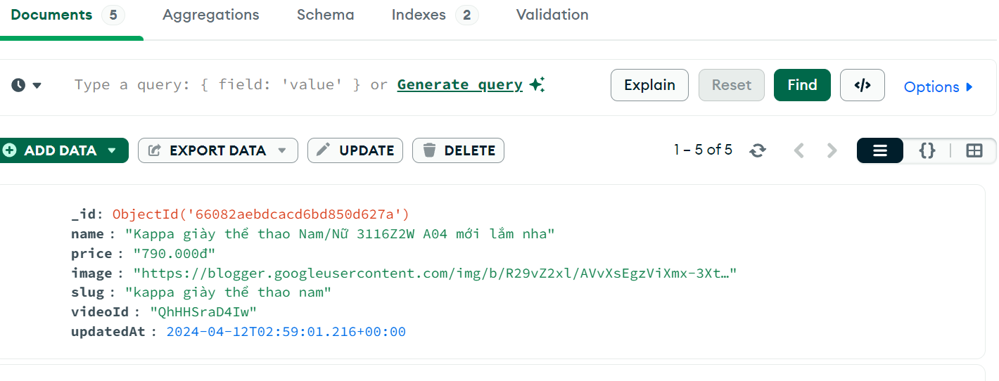 Documents 5 Aggregations Schema Indexes 2 Validation
Type a query: { field: 'value' } or Generate query Explain Reset Find </> Options
ADD DATA EXPORT DATA UPDATE DELETE 1 – 5 of 5 {}
_id: ObjectId('66082aebdcacd6bd850d627a')
name : "Kappa giày thể thao Nam/Nữ 3116Z2W A04 mới lắm nha"
price : "790.000đ"
image : "https://blogger.googleusercontent.com/img/b/R29vZ2xl/AVvXsEgzViXmx-3Xt…"
slug : "kappa giày thể thao nam"
videoId : "QhHHSraD4Iw"
updatedAt : 2024-04-12T02:59:01.216+00:00